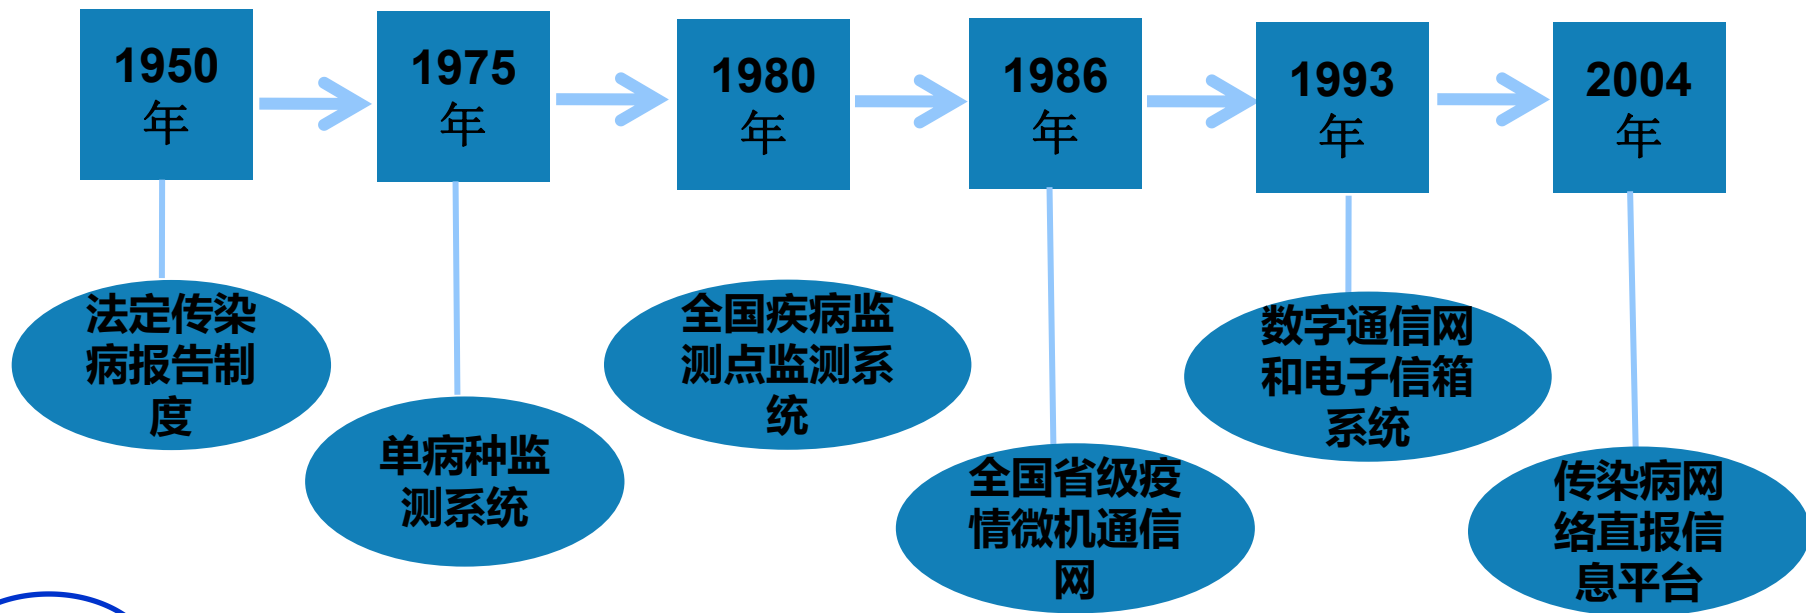 1950
年
1975
年
1980
年
1986
年
1993
年
2004
年
法定传染
病报告制
度
单病种监
测系统
全国疾病监
测点监测系
统
全国省级疫
情微机通信
网
数字通信网
和电子信箱
系统
传染病网
络直报信
息平台